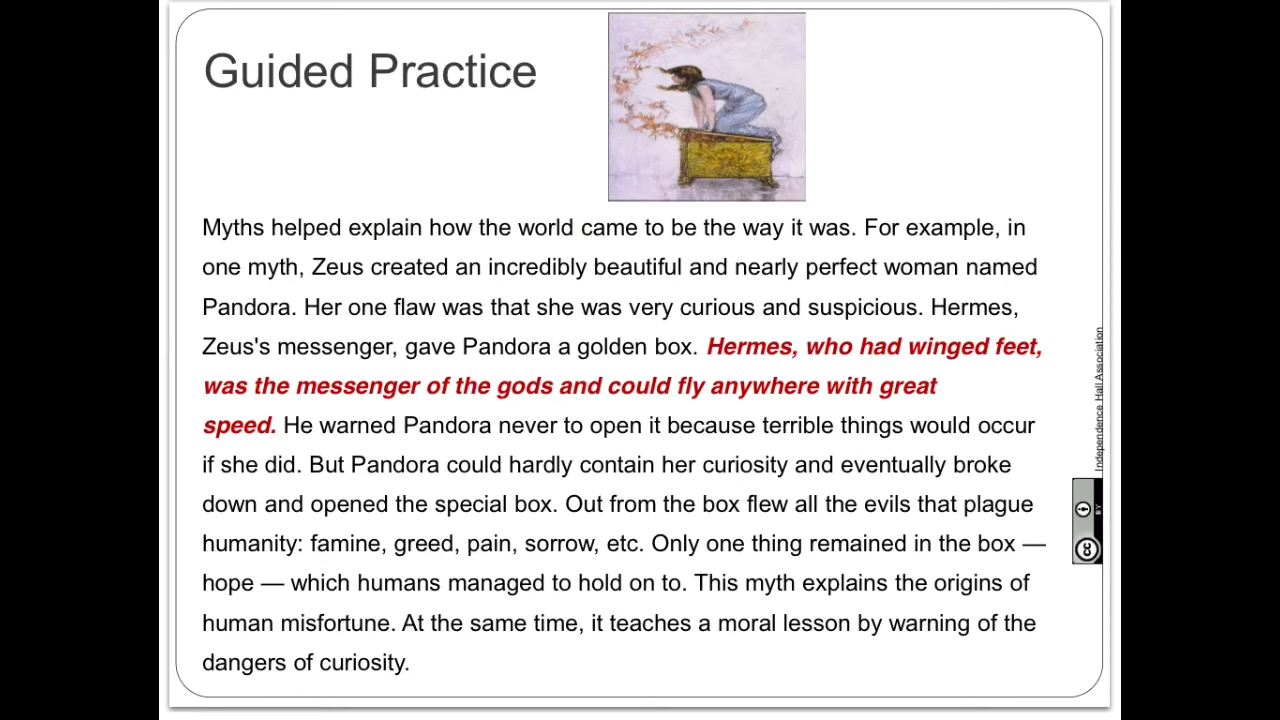 Guided Practice
Myths helped explain how the world came to be the way it was. For example, in
one myth, Zeus created an incredibly beautiful and nearly perfect woman named
Pandora. Her one flaw was that she was very curious and suspicious. Hermes,
Zeus's messenger, gave Pandora a golden box. Hermes, who had winged feet,
was the messenger of the gods and could fly anywhere with great
speed. He warned Pandora never to open it because terrible things would occur
if she did. But Pandora could hardly contain her curiosity and eventually broke
down and opened the special box. Out from the box flew all the evils that plague
humanity: famine, greed, pain, sorrow, etc. Only one thing remained in the box —
hope — which humans managed to hold on to. This myth explains the origins of
human misfortune. At the same time, it teaches a moral lesson by warning of the
dangers of curiosity.
Independence Hall Association
cc
BY